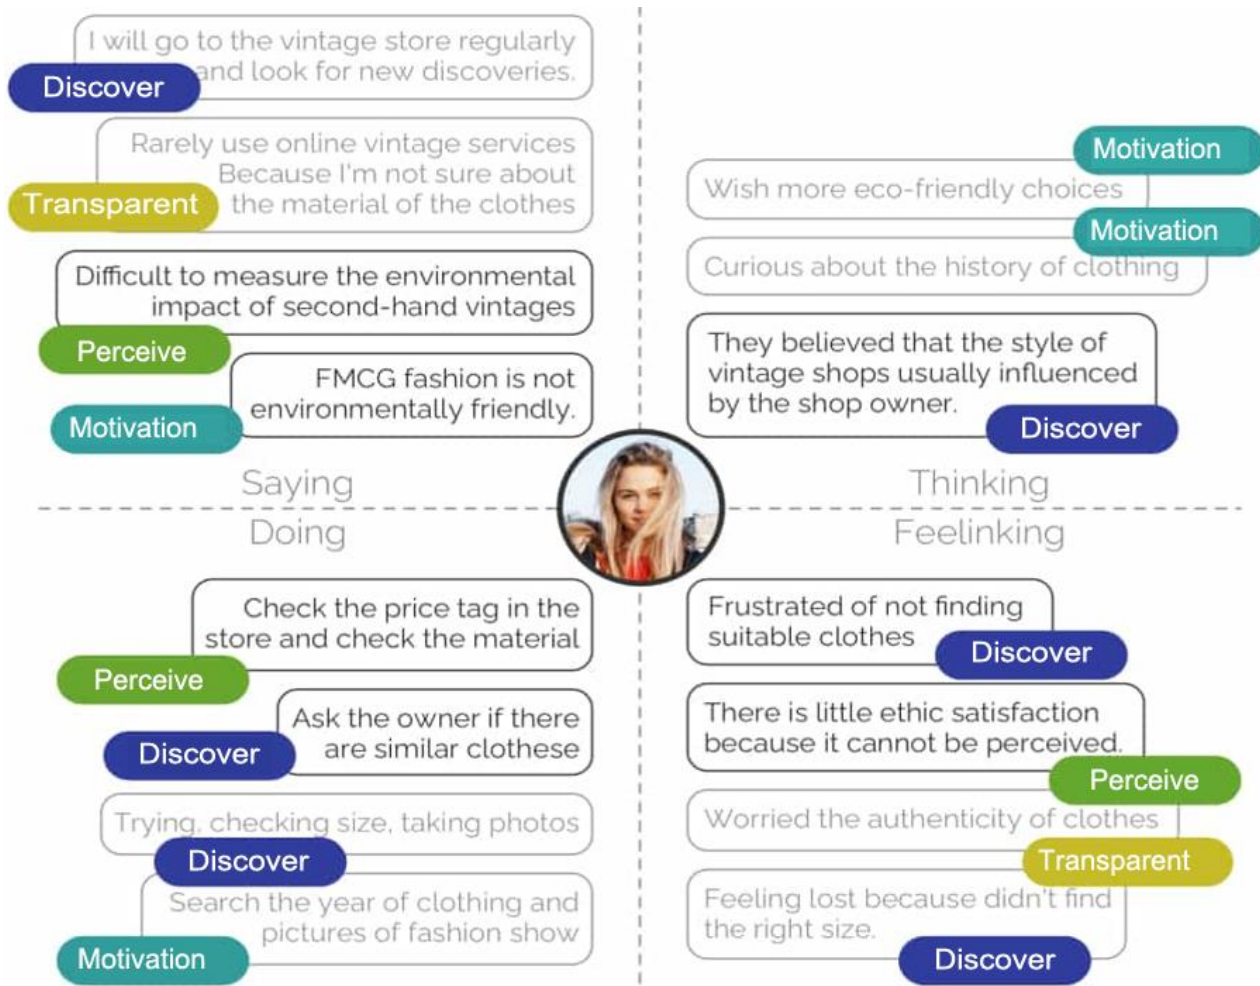 I will go to the vintage store regularly
and look for new discoveries.
Discover
Rarely use online vintage services
Because I'm not sure about
the material of the clothes
Transparent
Difficult to measure the environmental
impact of second-hand vintages
Perceive
FMCG fashion is not
environmentally friendly.
Motivation
Saying
Motivation
Wish more eco-friendly choices
Motivation
Curious about the history of clothing
They believed that the style of
vintage shops usually influenced
by the shop owner.
Discover
Thinking
Doing
Check the price tag in the
store and check the material
Perceive
Ask the owner if there
are similar clothese
Discover
Trying, checking size, taking photos
Discover
Search the year of clothing and
pictures of fashion show
Motivation
Feelinking
Frustrated of not finding
suitable clothes
Discover
There is little ethic satisfaction
because it cannot be perceived.
Perceive
Worried the authenticity of clothes
Transparent
Feeling lost because didn't find
the right size.
Discover